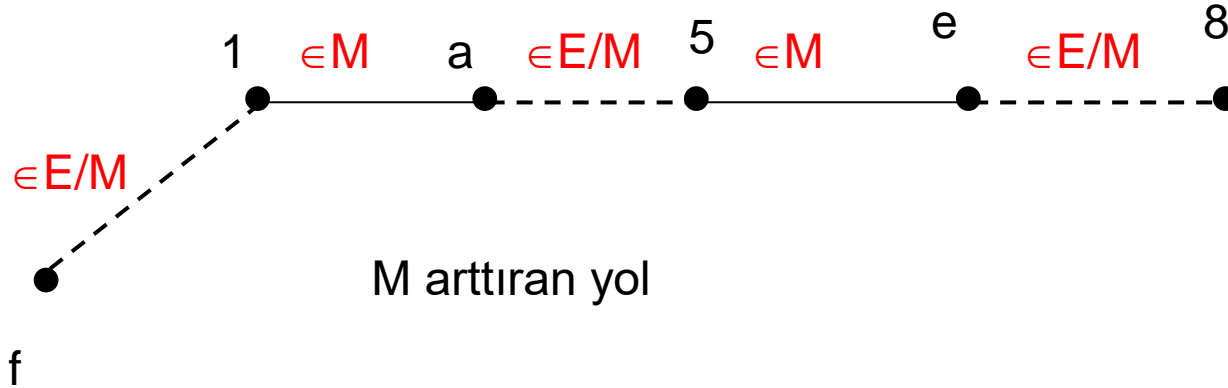 1 ∈M a ∈E/M 5 ∈M e ∈E/M 8
∈E/M
M arttıran yol
f